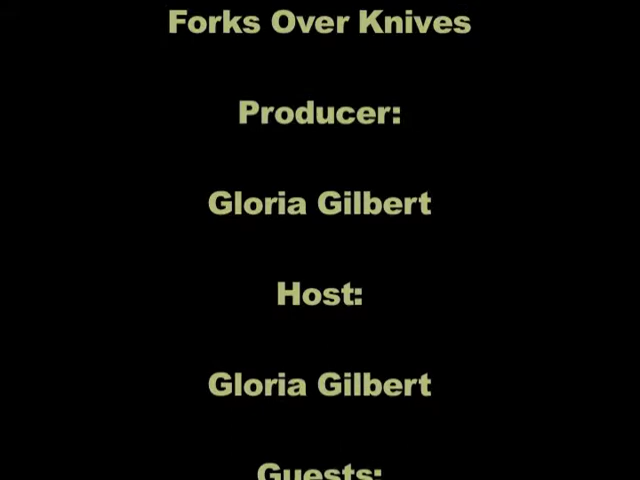 Forks Over Knives
Producer:
Gloria Gilbert
Host:
Gloria Gilbert
Guests: